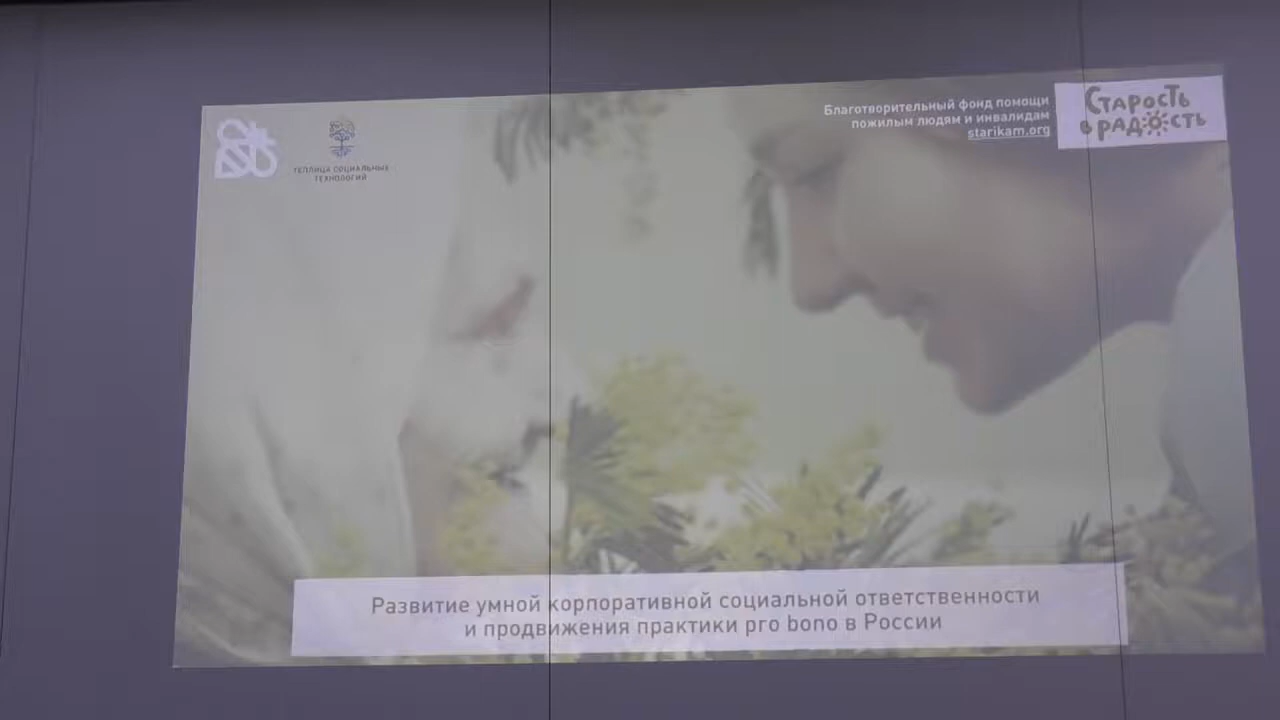 ТЕПЛИЦА СОЦИАЛЬНЫХ
ТЕХНОЛОГИЙ
Благотворительный фонд помощи
пожилым людям и инвалидам
starikam.org
СТАРОСТЬ
в РАДОСТЬ
Развитие умной корпоративной социальной ответственности
и продвижения практики pro bono в России